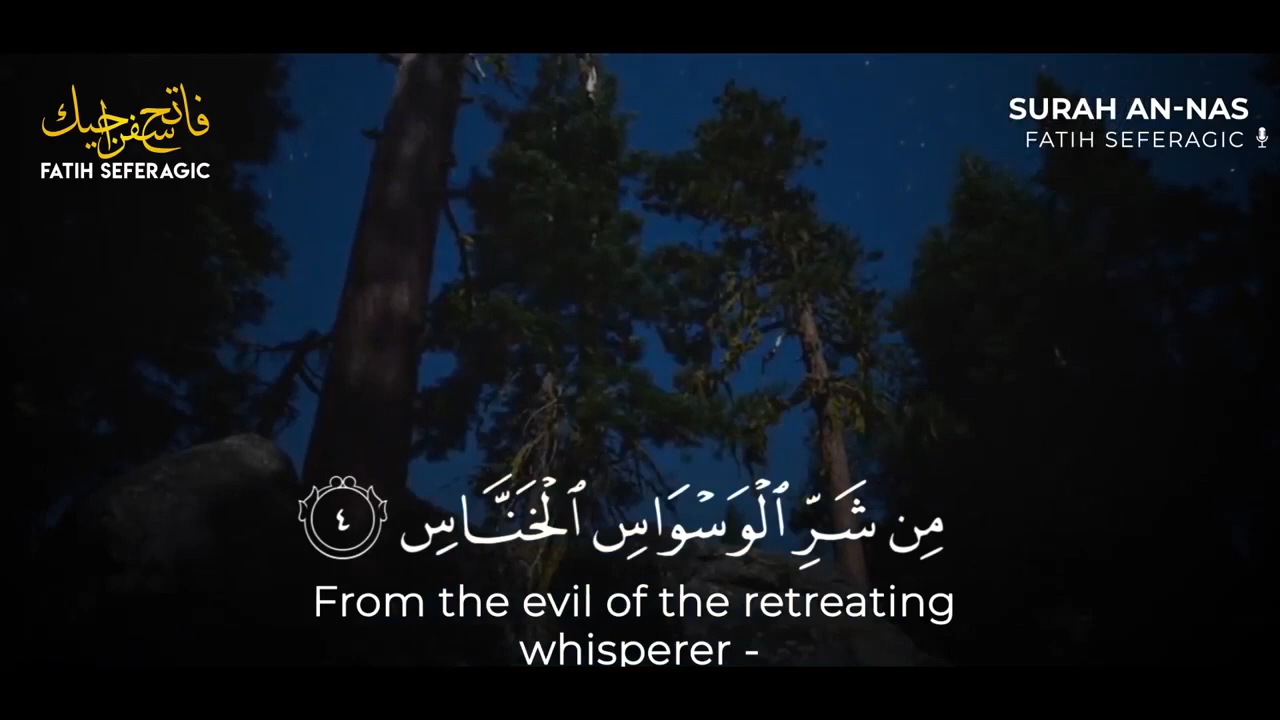 فاتح سفراجيك
FATIH SEFERAGIC
SURAH AN-NAS
FATIH SEFERAGIC
مِن شَرِّ ٱلْوَسْوَاسِ ٱلْخَنَّاسِ ٤
From the evil of the retreating
whisperer -